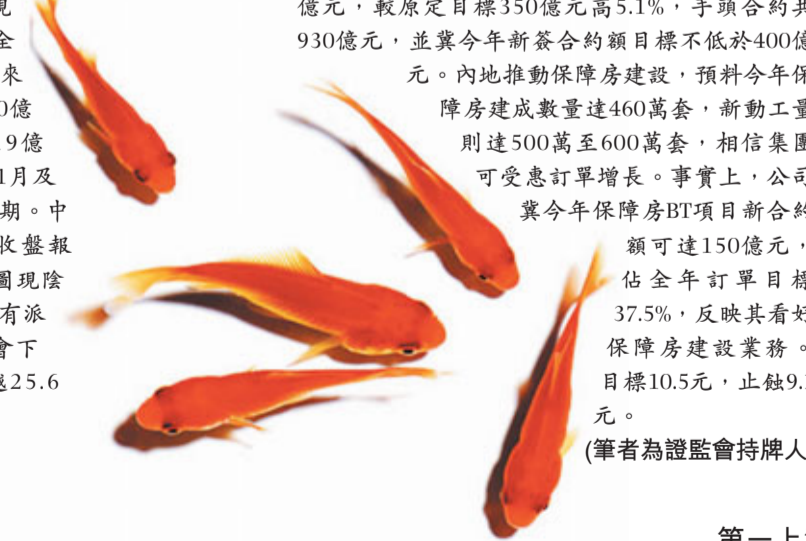 現
全
來
0億
9億
1月及
期。中
收盤報
圖現陰
有派
會下
25.6
億元，較原定目標350億元高5.1%，手頭合約共
930億元，並冀今年新簽合約額目標不低於400億
元。內地推動保障房建設，預料今年保
障房建成數量達460萬套，新動工量
則達500萬至600萬套，相信集團
可受惠訂單增長。事實上，公司
冀今年保障房BT項目新合約
額可達150億元，
佔全年訂單目標
37.5%，反映其看好
保障房建設業務。
目標10.5元，止蝕9.
元。
(筆者為證監會持牌人
第一上